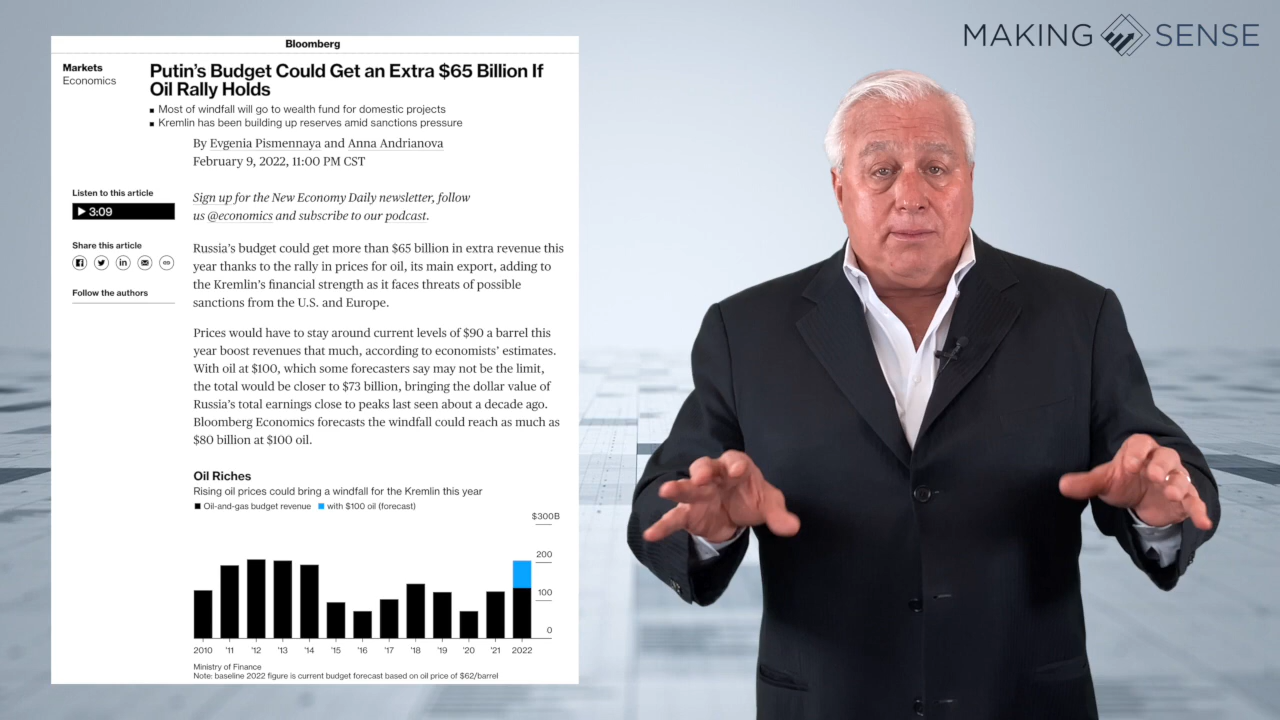 MAKING SENSE
Bloomberg
Markets
Economics
Putin’s Budget Could Get an Extra $65 Billion If
Oil Rally Holds
Most of windfall will go to wealth fund for domestic projects
Kremlin has been building up reserves amid sanctions pressure
By Evgenia Pismennaya and Anna Andrianova
February 9, 2022, 11:00 PM CST
Listen to this article
3:09
Share this article
Follow the authors
Sign up for the New Economy Daily newsletter, follow
us @economics and subscribe to our podcast.
Russia’s budget could get more than $65 billion in extra revenue this
year thanks to the rally in prices for oil, its main export, adding to
the Kremlin’s financial strength as it faces threats of possible
sanctions from the U.S. and Europe.
Prices would have to stay around current levels of $90 a barrel this
year boost revenues that much, according to economists’ estimates.
With oil at $100, which some forecasters say may not be the limit,
the total would be closer to $73 billion, bringing the dollar value of
Russia’s total earnings close to peaks last seen about a decade ago.
Bloomberg Economics forecasts the windfall could reach as much as
$80 billion at $100 oil.
Oil Riches
Rising oil prices could bring a windfall for the Kremlin this year
Oil-and-gas budget revenue with $100 oil (forecast)
$300B
200
100
0
2010 '11 '12 '13 '14 '15 '16 '17 '18 '19 '20 '21 2022
Ministry of Finance
Note: baseline 2022 figure is current budget forecast based on oil price of $62/barrel